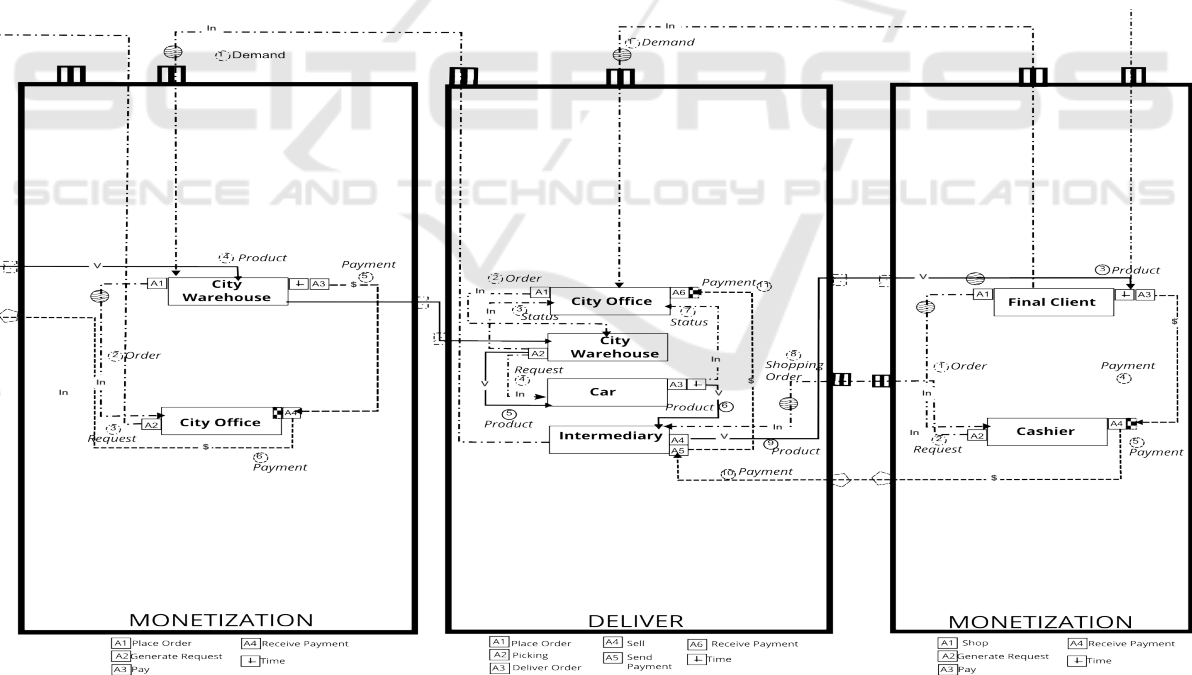 SCITEPRESS
SCIENCE AND TECHNOLOGY PUBLICATIONS
In
1 Demand
4 Product
Payment
5
V
A1
City
Warehouse
A3
$
2 Order
In
In
3
Request
A2
City Office
A4
$
6
Payment
MONETIZATION
A1 Place Order
A2 Generate Request
A3 Pay
A4 Receive Payment
Time
In
1 Demand
2 Order
In
A1
City Office
A6
Payment 11
In
3
Status
7
Status
City
Warehouse
A2
Request
4
In
V
Car
A3
In
V
$
5
Product
Product 6
8
Shopping
Order
In
Intermediary
A4
A5
V
9
Product
10 Payment
DELIVER
A1 Place Order
A2 Picking
A3 Deliver Order
A4 Sell
A5 Send
Payment
A6 Receive Payment
Time
V
3 Product
A1
Final Client
A3
$
1 Order
Payment
4
In
In
2
Request
A2
Cashier
A4
5
Payment
$
MONETIZATION
A1 Shop
A2 Generate Request
A3 Pay
A4 Receive Payment
Time